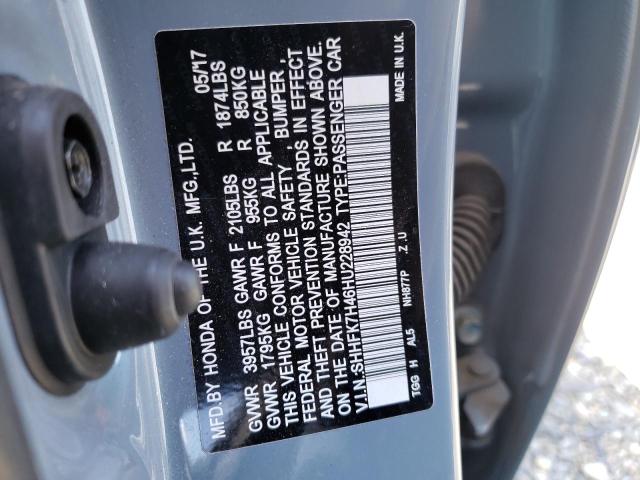 MFD.BY HONDA OF THE U.K. MFG.,LTD. 05/17
GVWR 3957LBS GAWR F 2105LBS R 1874LBS
GVWR 1795KG GAWR F 955KG R 850KG
THIS VEHICLE CONFORMS TO ALL APPLICABLE
FEDERAL MOTOR VEHICLE SAFETY , BUMPER ,
AND THEFT PREVENTION STANDARDS IN EFFECT
ON THE DATE OF MANUFACTURE SHOWN ABOVE.
V.I.N.:SHHFK7H46HU228942 TYPE:PASSENGER CAR
TGG H AL5 NH877P .Z U MADE IN U.K.